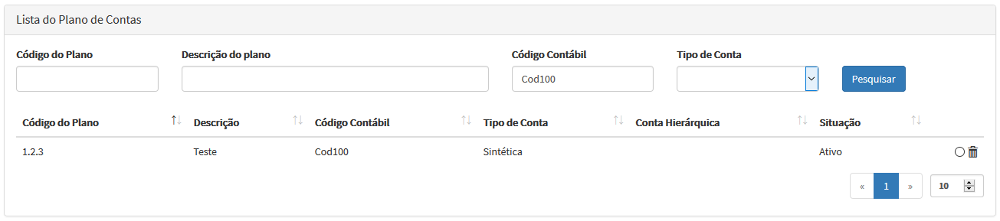 Lista do Plano de Contas
Código do Plano Descrição do plano Código Contábil Tipo de Conta
Cod100 Pesquisar
Código do Plano Descrição Código Contábil Tipo de Conta Conta Hierárquica Situação
1.2.3 Teste Cod100 Sintética Ativo
« 1 » 10